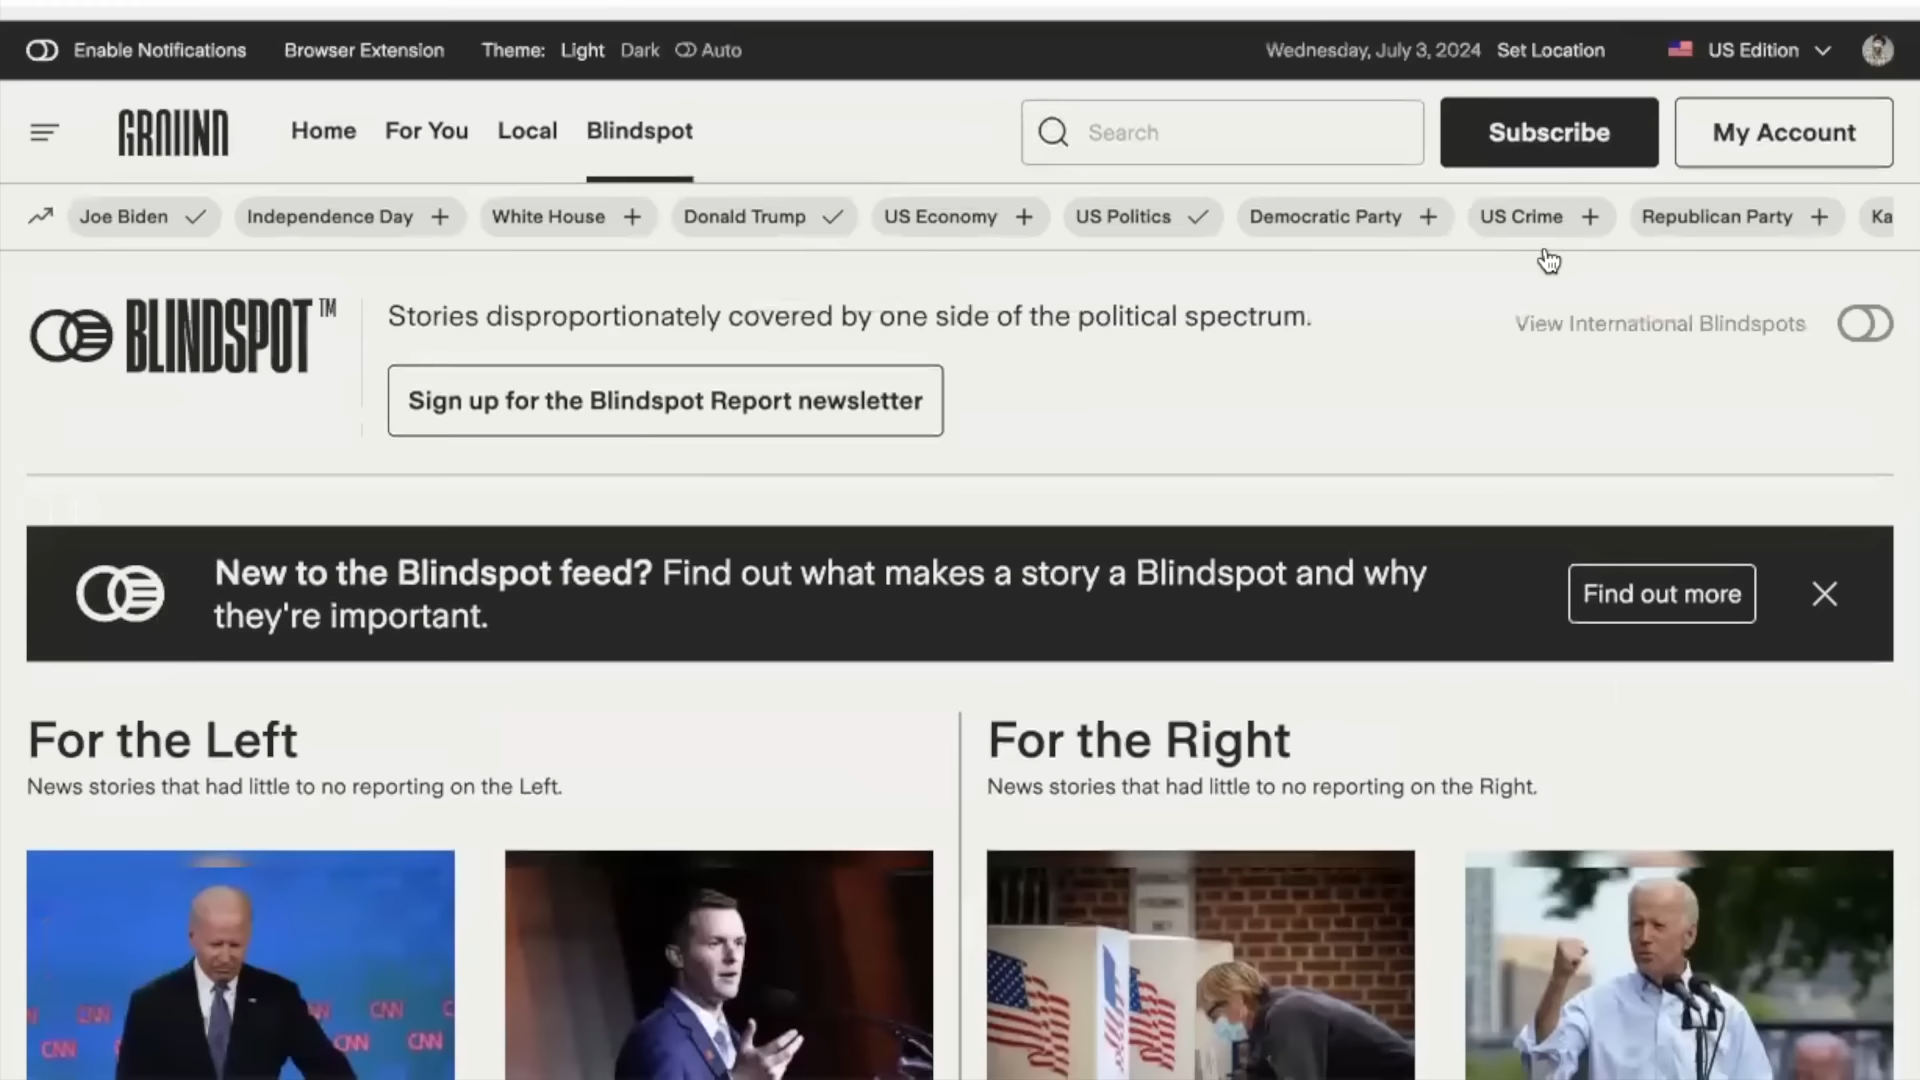 Enable Notifications Browser Extension Theme: Light Dark Auto Wednesday, July 3, 2024 Set Location US Edition
GROUND Home For You Local Blindspot Search Subscribe My Account
Joe Biden Independence Day White House Donald Trump US Economy US Politics Democratic Party US Crime Republican Party Ka
BLINDSPOT™ Stories disproportionately covered by one side of the political spectrum. View International Blindspots
Sign up for the Blindspot Report newsletter
New to the Blindspot feed? Find out what makes a story a Blindspot and why
they're important.
Find out more
For the Left
News stories that had little to no reporting on the Left.
For the Right
News stories that had little to no reporting on the Right.
CNN CNN
CNN CNN CNN